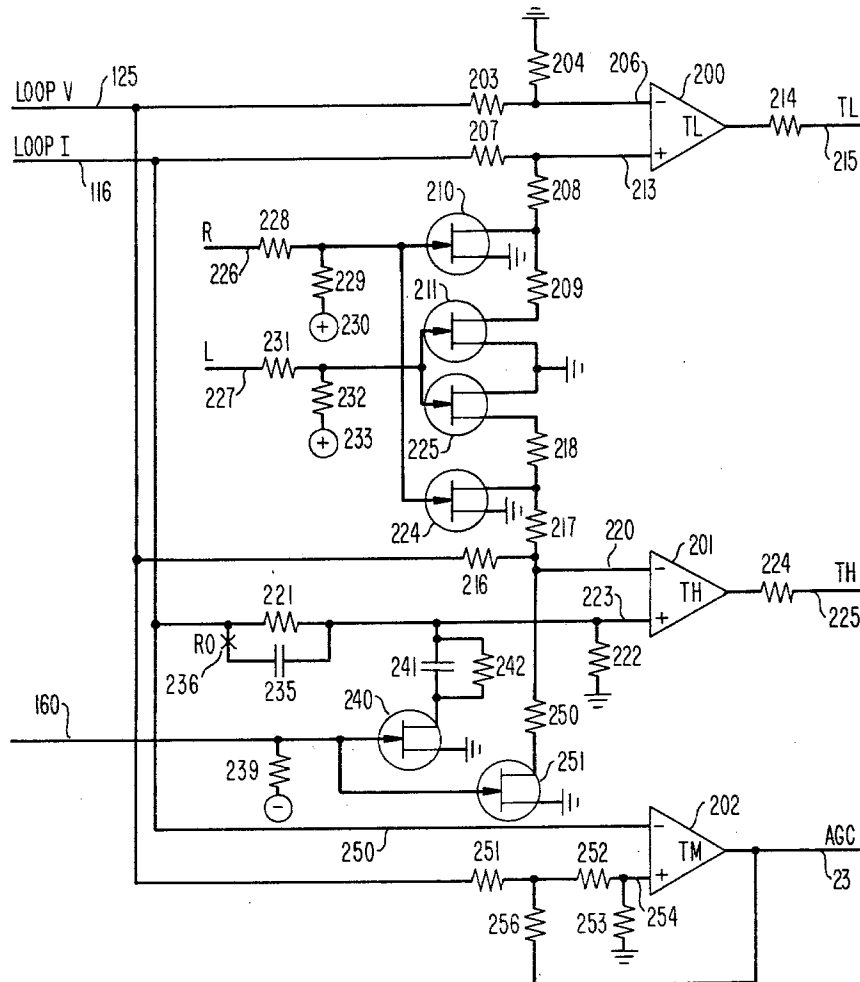 204
LOOP V 125 203 206 200 214 TL
- TL
207 +
LOOP I 213 215
116 210 208
R 228
226 229 211 209
230
L 231
227 232
233 225 218
224 217
220 201 224 TH
216 - TH
221 223 + 225
R0
236 235 241 242 222
240
160 250
239 251
-
202
250 - AGC
TM
251 252 + 23
254
256 253